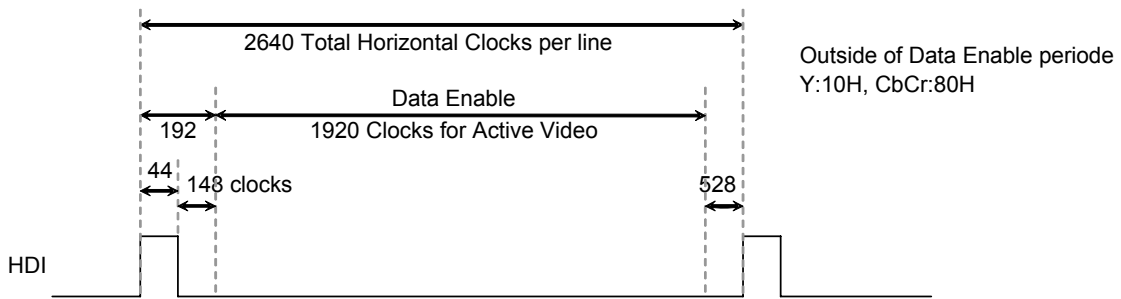 2640 Total Horizontal Clocks per line
Outside of Data Enable periode
Y:10H, CbCr:80H
Data Enable
192
1920 Clocks for Active Video
44
148 clocks
528
HDI